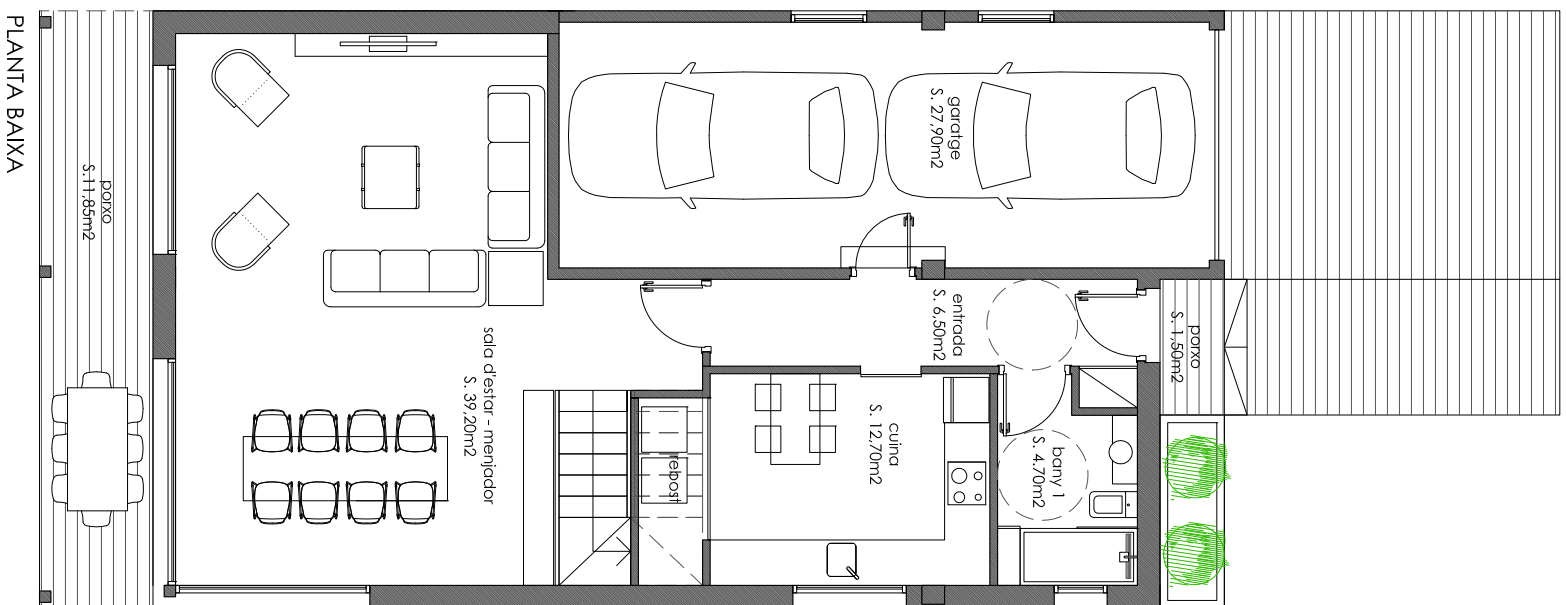 PLANTA BAIXA
porxo
S.11,85m2
garatge
S. 27,90m2
entrada
S. 6,50m2
porxo
S. 1,50m2
sala d'estar - menjador
S. 39,20m2
cuina
S. 12,70m2
rebost
bany 1
S. 4.70m2